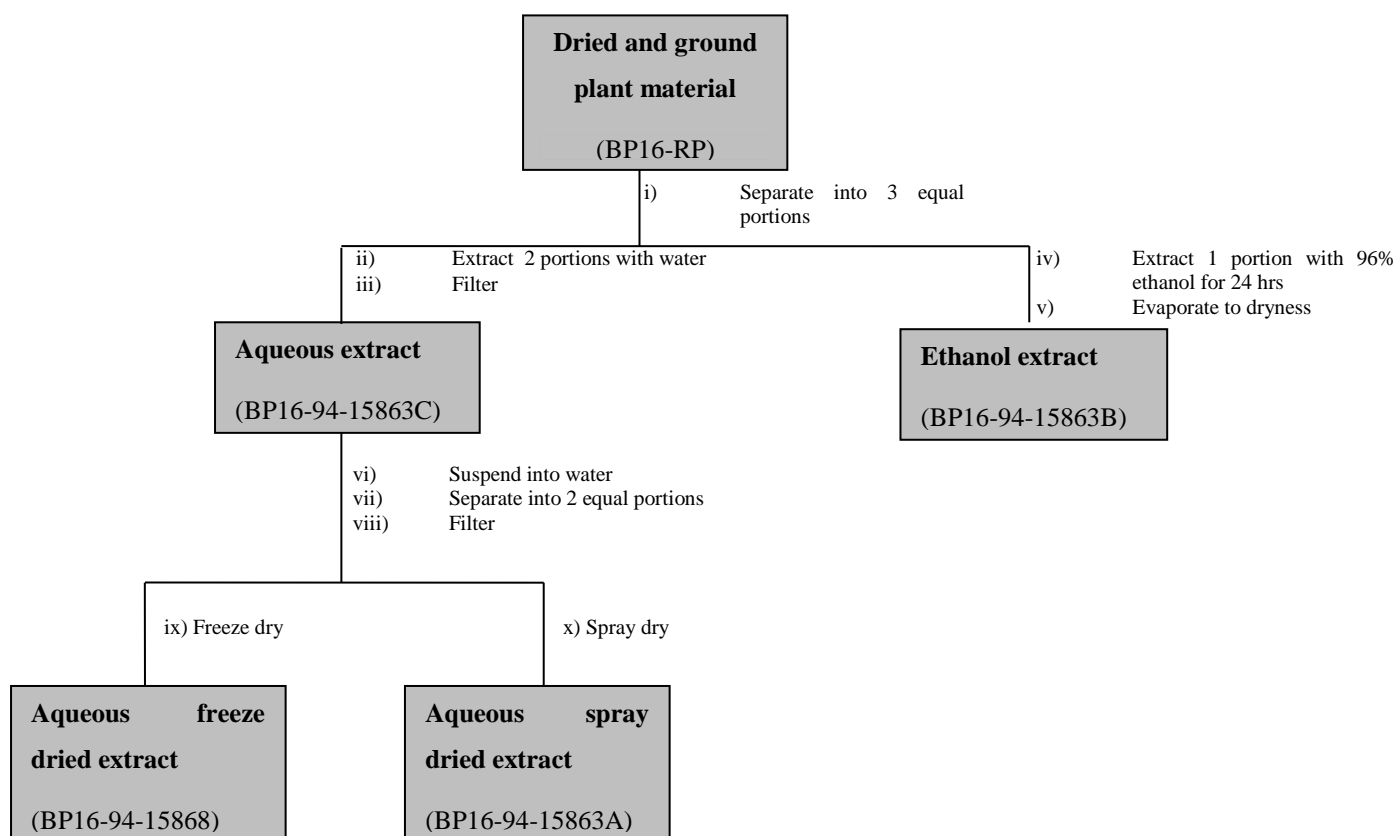 Dried and ground
plant material
(BP16-RP)
i) Separate into 3 equal
portions
ii) Extract 2 portions with water
iii) Filter
iv) Extract 1 portion with 96%
ethanol for 24 hrs
v) Evaporate to dryness
Aqueous extract
(BP16-94-15863C)
Ethanol extract
(BP16-94-15863B)
vi) Suspend into water
vii) Separate into 2 equal portions
viii) Filter
ix) Freeze dry
x) Spray dry
Aqueous freeze
dried extract
(BP16-94-15868)
Aqueous spray
dried extract
(BP16-94-15863A)